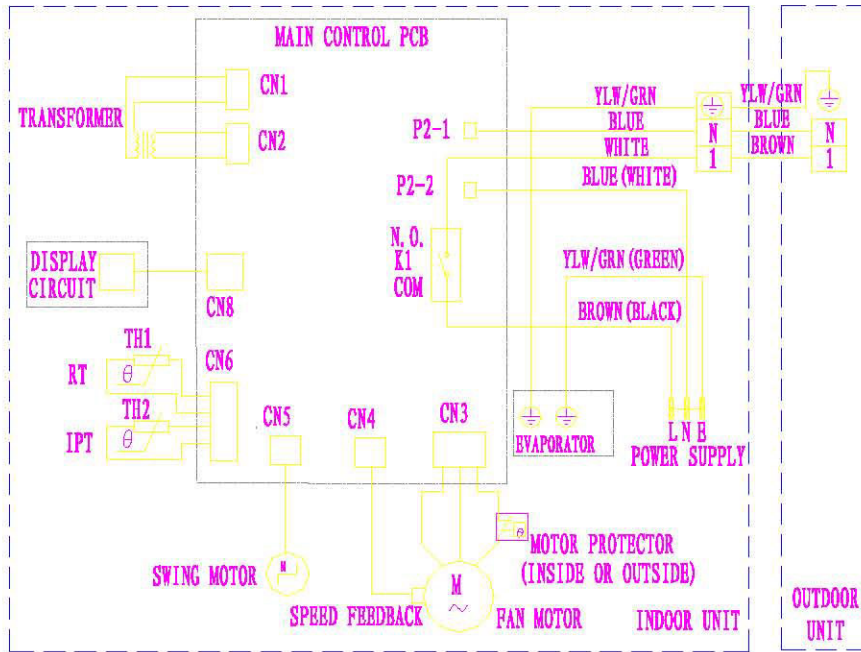 MAIN CONTROL PCB
CN1
TRANSFORMER
CN2
P2-1
YLW/GRN
YLW/GRN
BLUE
N
BLUE
N
WHITE
1
BROWN
1
P2-2
BLUE(WHITE)
N.O.
K1
COM
YLW/GRN(GREEN)
BROWN(BLACK)
DISPLAY
CIRCUIT
CN8
TH1
RT
θ
CN6
TH2
IPT
θ
CN5
CN4
CN3
EVAPORATOR
L N E
POWER SUPPLY
θ
MOTOR PROTECTOR
(INSIDE OR OUTSIDE)
SWING MOTOR
M
M
~
SPEED FEEDBACK
FAN MOTOR
INDOOR UNIT
OUTDOOR
UNIT